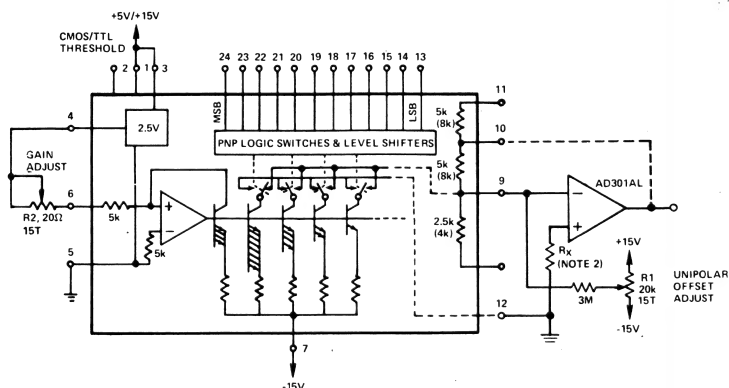 +5V/+15V
CMOS/TTL
THRESHOLD
2 1 3
24 23 22 21 20 19 18 17 16 15 14 13
11
4
2.5V
MSB
LSB
5k
(8k)
10
PNP LOGIC SWITCHES & LEVEL SHIFTERS
GAIN
ADJUST
5k
(8k)
9
AD301AL
6
5k
+
−
−
+
R2, 20Ω
15T
2.5k
(4k)
5
5k
RX
(NOTE 2)
+15V
R1
20k
15T
UNIPOLAR
OFFSET
ADJUST
3M
12
-15V
7
-15V